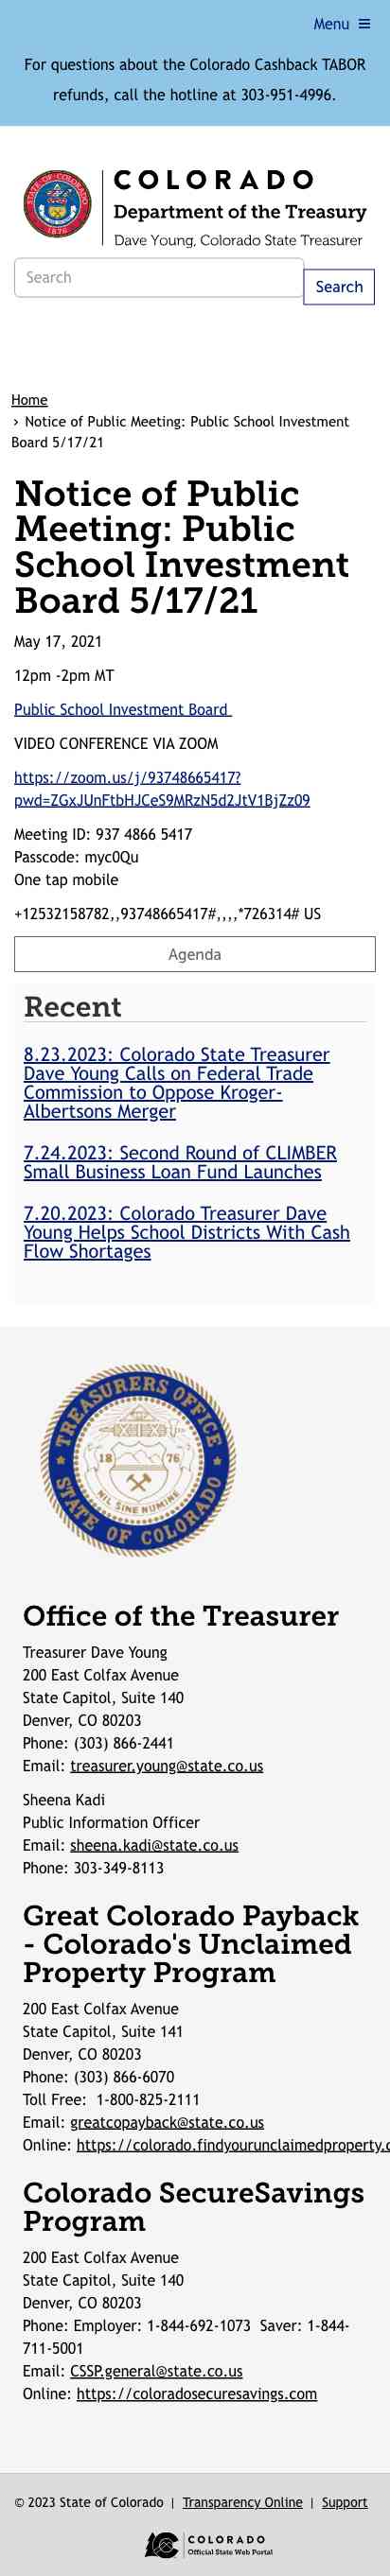 Menu ≡
For questions about the Colorado Cashback TABOR
refunds, call the hotline at 303-951-4996.
STATE OF COLORADO
1876
COLORADO
Department of the Treasury
Dave Young, Colorado State Treasurer
Search
Search
Home
› Notice of Public Meeting: Public School Investment
Board 5/17/21
Notice of Public
Meeting: Public
School Investment
Board 5/17/21
May 17, 2021
12pm -2pm MT
Public School Investment Board
VIDEO CONFERENCE VIA ZOOM
https://zoom.us/j/93748665417?
pwd=ZGxJUnFtbHJCeS9MRzN5d2JtV1BjZz09
Meeting ID: 937 4866 5417
Passcode: myc0Qu
One tap mobile
+12532158782,,93748665417#,,,,*726314# US
Agenda
Recent
8.23.2023: Colorado State Treasurer
Dave Young Calls on Federal Trade
Commission to Oppose Kroger-
Albertsons Merger
7.24.2023: Second Round of CLIMBER
Small Business Loan Fund Launches
7.20.2023: Colorado Treasurer Dave
Young Helps School Districts With Cash
Flow Shortages
TREASURERS OFFICE
18 76
NIL SINE NUMINE
STATE OF COLORADO
Office of the Treasurer
Treasurer Dave Young
200 East Colfax Avenue
State Capitol, Suite 140
Denver, CO 80203
Phone: (303) 866-2441
Email: treasurer.young@state.co.us
Sheena Kadi
Public Information Officer
Email: sheena.kadi@state.co.us
Phone: 303-349-8113
Great Colorado Payback
- Colorado's Unclaimed
Property Program
200 East Colfax Avenue
State Capitol, Suite 141
Denver, CO 80203
Phone: (303) 866-6070
Toll Free:  1-800-825-2111
Email: greatcopayback@state.co.us
Online: https://colorado.findyourunclaimedproperty.c
Colorado SecureSavings
Program
200 East Colfax Avenue
State Capitol, Suite 140
Denver, CO 80203
Phone: Employer: 1-844-692-1073  Saver: 1-844-
711-5001
Email: CSSP.general@state.co.us
Online: https://coloradosecuresavings.com
© 2023 State of Colorado | Transparency Online | Support
COLORADO
Official State Web Portal